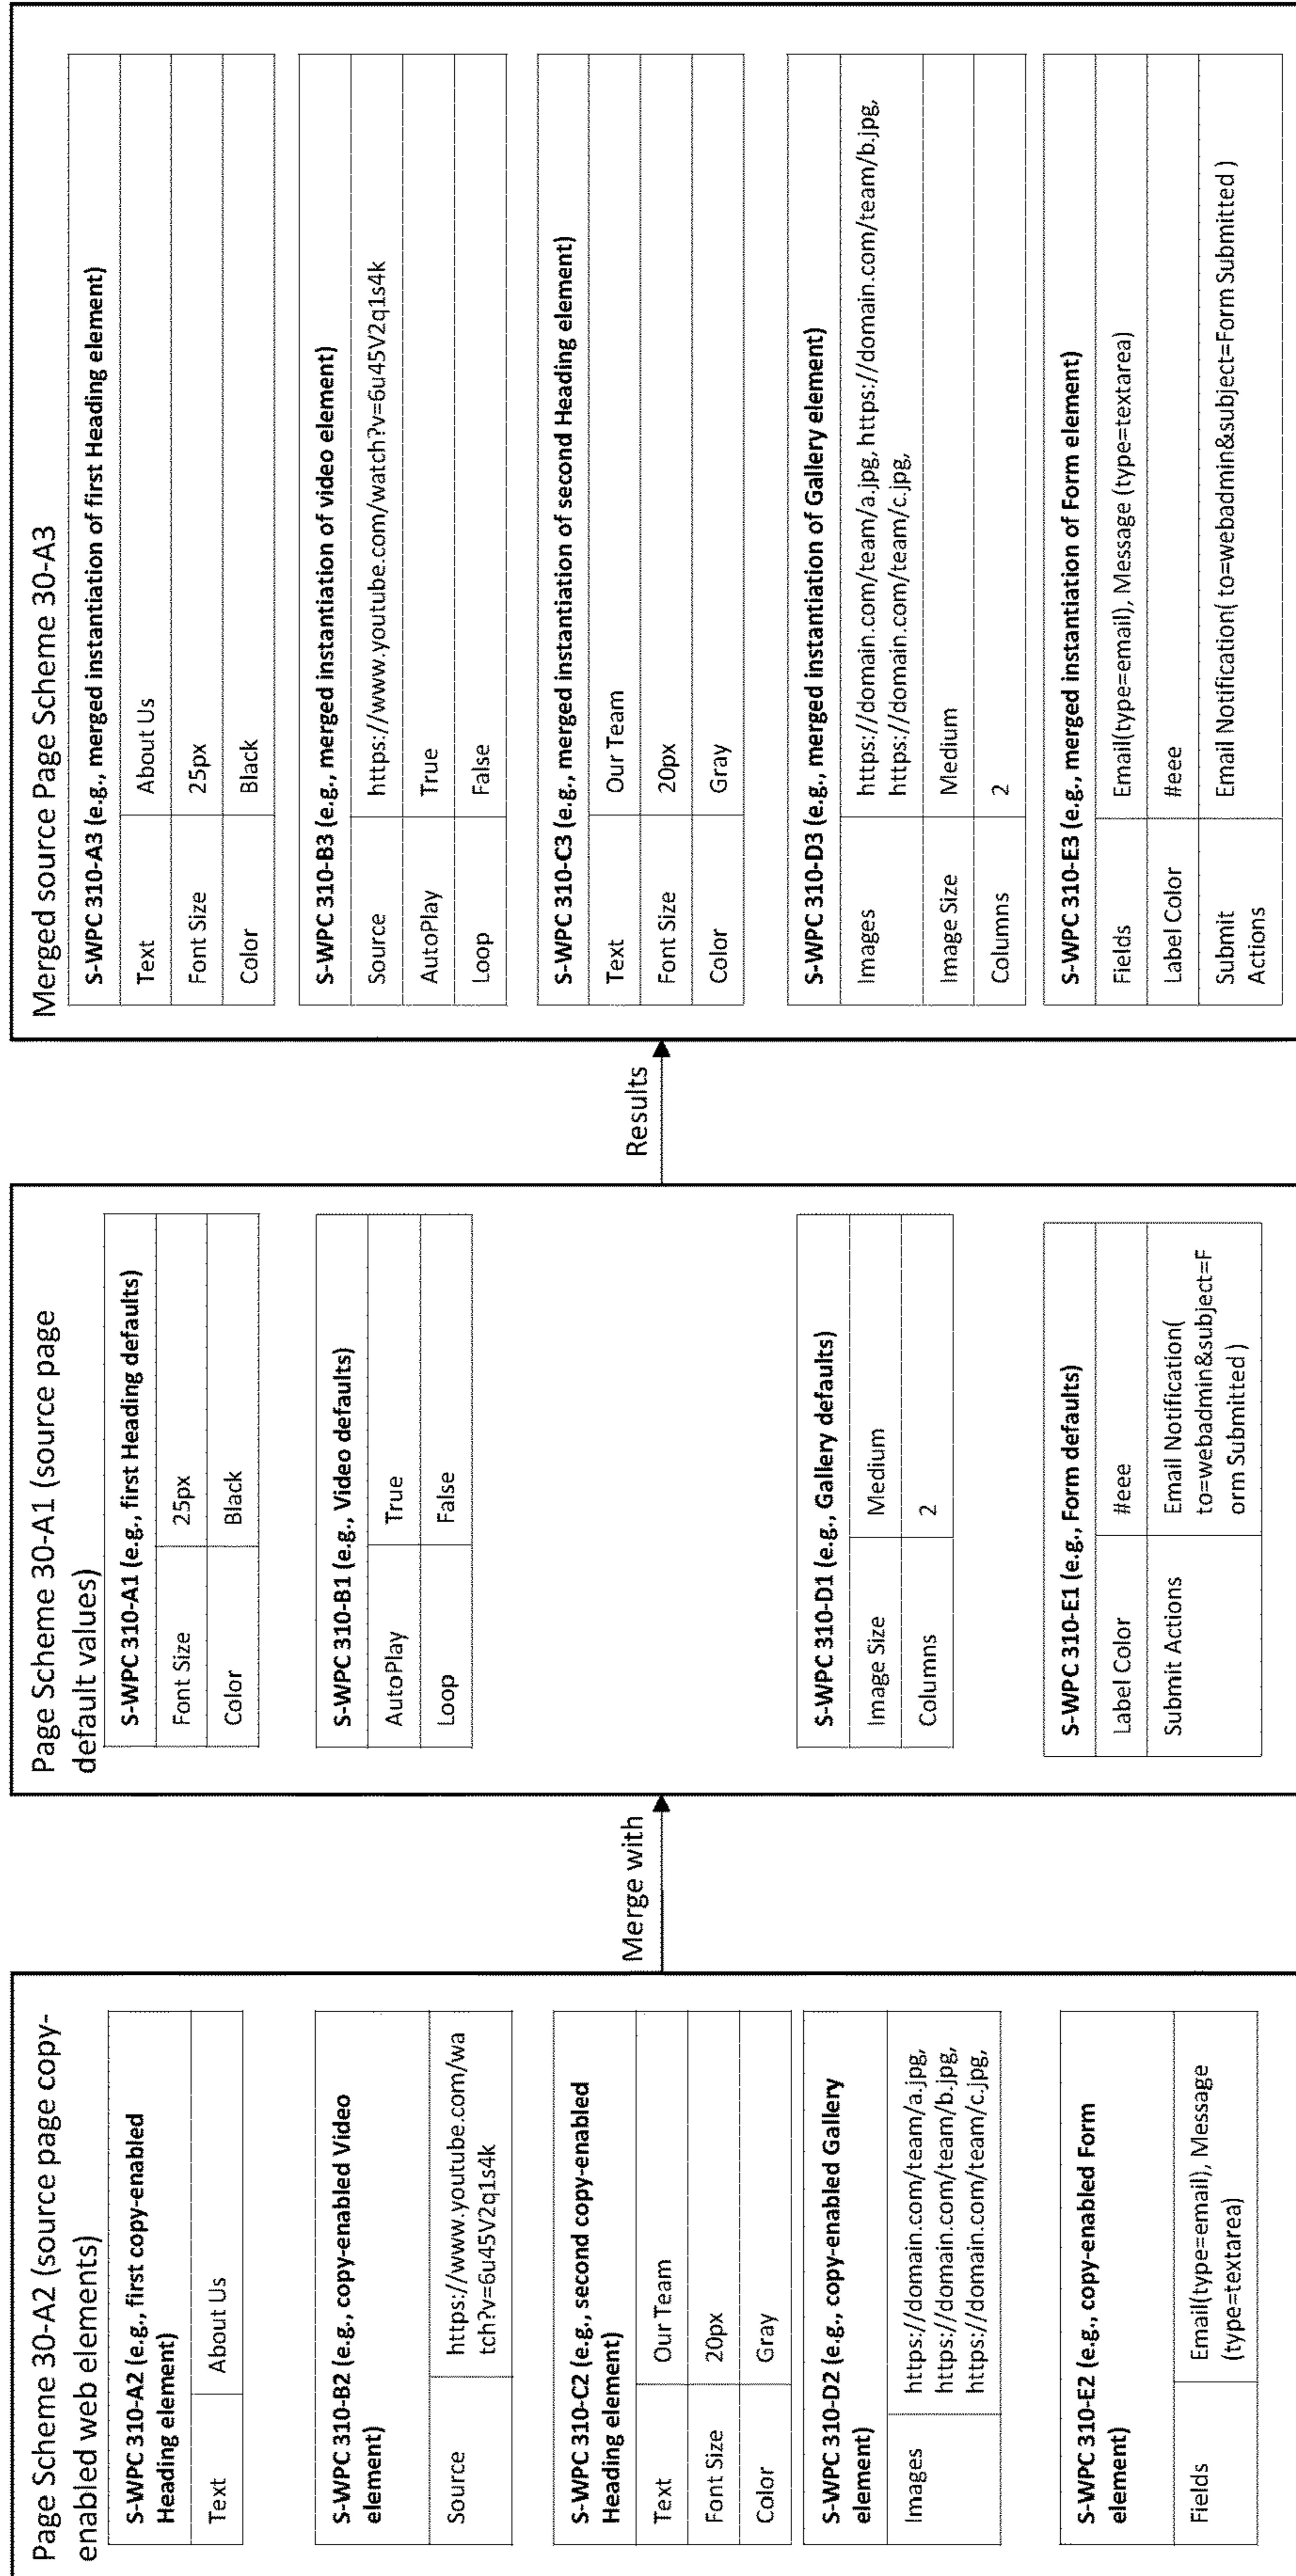 Page Scheme 30-A2 (source page copy-
enabled web elements)
S-WPC 310-A2 (e.g., first copy-enabled
Heading element)
Text
About Us
S-WPC 310-B2 (e.g., copy-enabled Video
element)
Source
https://www.youtube.com/wa
tch?v=6u45V2q1s4k
S-WPC 310-C2 (e.g., second copy-enabled
Heading element)
Text
Our Team
Font Size
20px
Color
Gray
S-WPC 310-D2 (e.g., copy-enabled Gallery
element)
Images
https://domain.com/team/a.jpg,
https://domain.com/team/b.jpg,
https://domain.com/team/c.jpg,
S-WPC 310-E2 (e.g., copy-enabled Form
element)
Fields
Email(type=email), Message
(type=textarea)
Merge with
Page Scheme 30-A1 (source page
default values)
S-WPC 310-A1 (e.g., first Heading defaults)
Font Size
25px
Color
Black
S-WPC 310-B1 (e.g., Video defaults)
AutoPlay
True
Loop
False
S-WPC 310-D1 (e.g., Gallery defaults)
Image Size
Medium
Columns
2
S-WPC 310-E1 (e.g., Form defaults)
Label Color
#eee
Submit Actions
Email Notification(
to=webadmin&subject=F
orm Submitted )
Results
Merged source Page Scheme 30-A3
S-WPC 310-A3 (e.g., merged instantiation of first Heading element)
Text
About Us
Font Size
25px
Color
Black
S-WPC 310-B3 (e.g., merged instantiation of video element)
Source
https://www.youtube.com/watch?v=6u45V2q1s4k
AutoPlay
True
Loop
False
S-WPC 310-C3 (e.g., merged instantiation of second Heading element)
Text
Our Team
Font Size
20px
Color
Gray
S-WPC 310-D3 (e.g., merged instantiation of Gallery element)
Images
https://domain.com/team/a.jpg, https://domain.com/team/b.jpg,
https://domain.com/team/c.jpg,
Image Size
Medium
Columns
2
S-WPC 310-E3 (e.g., merged instantiation of Form element)
Fields
Email(type=email), Message (type=textarea)
Label Color
#eee
Submit
Actions
Email Notification( to=webadmin&subject=Form Submitted )